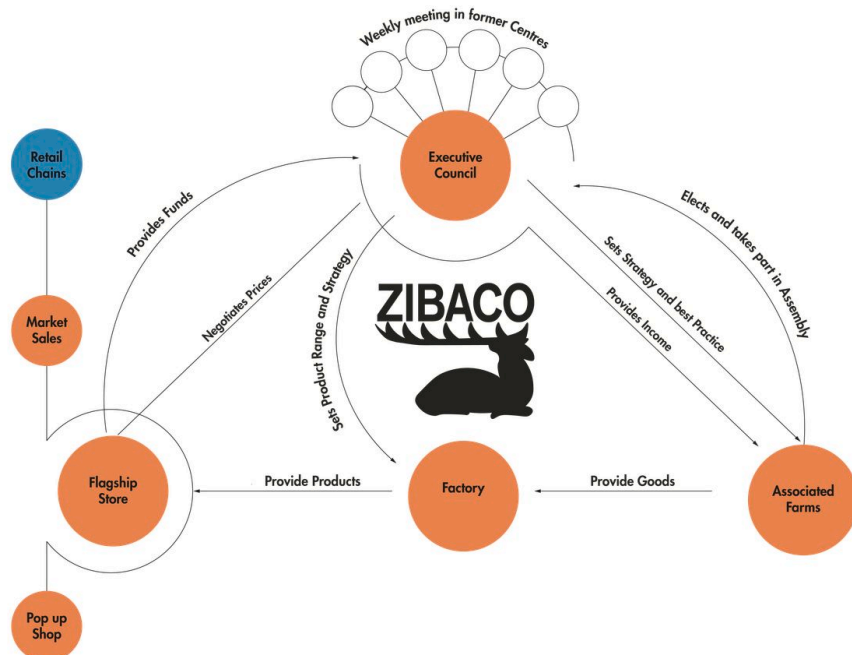 Weekly meeting in former Centres
Executive
Council
Retail
Chains
Provides Funds
Negotiates Prices
Sets Product Range and Strategy
ZIBACO
Sets Strategy and best Practice
Provides Income
Elects and takes part in Assembly
Market
Sales
Flagship
Store
Provide Products
Factory
Provide Goods
Associated
Farms
Pop up
Shop